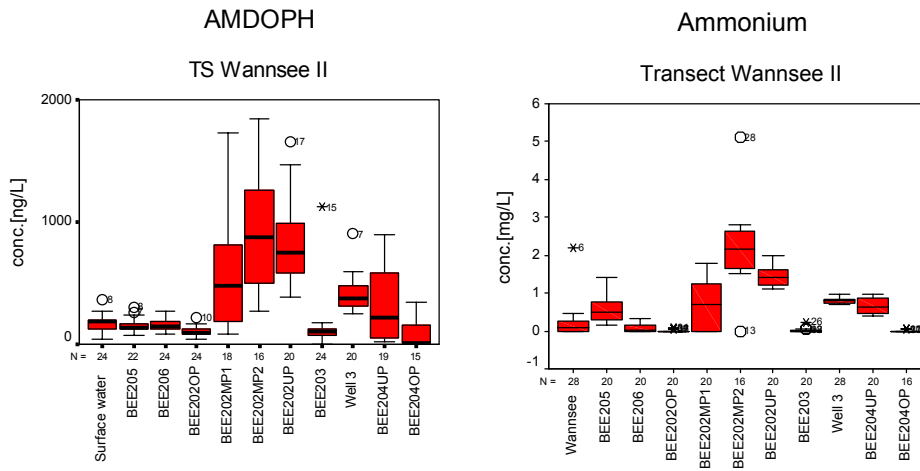 AMDOPH
TS Wannsee II
conc.[ng/L]
2000
1000
0
8
10
17
15
7
N =
24 22 24 24 18 16 20 24 20 19 15
Surface water
BEE205
BEE206
BEE202OP
BEE202MP1
BEE202MP2
BEE202UP
BEE203
Well 3
BEE204UP
BEE204OP
Ammonium
Transect Wannsee II
conc.[mg/L]
6
5
4
3
2
1
0
-1
6
28
13
26
N =
28 20 20 20 20 16 20 20 28 20 16
Wannsee
BEE205
BEE206
BEE202OP
BEE202MP1
BEE202MP2
BEE202UP
BEE203
Well 3
BEE204UP
BEE204OP